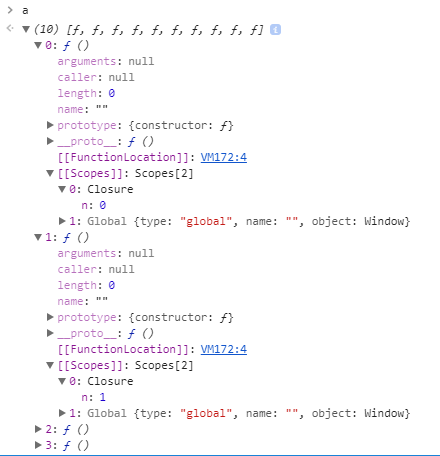 > a
<· ▼ (10) [ƒ, ƒ, ƒ, ƒ, ƒ, ƒ, ƒ, ƒ, ƒ, ƒ] i
▼ 0: ƒ ()
arguments: null
caller: null
length: 0
name: ""
▶ prototype: {constructor: ƒ}
▶ __proto__: ƒ ()
[[FunctionLocation]]: VM172:4
▼ [[Scopes]]: Scopes[2]
▼ 0: Closure
n: 0
▶ 1: Global {type: "global", name: "", object: Window}
▼ 1: ƒ ()
arguments: null
caller: null
length: 0
name: ""
▶ prototype: {constructor: ƒ}
▶ __proto__: ƒ ()
[[FunctionLocation]]: VM172:4
▼ [[Scopes]]: Scopes[2]
▼ 0: Closure
n: 1
▶ 1: Global {type: "global", name: "", object: Window}
▶ 2: ƒ ()
▶ 3: ƒ ()